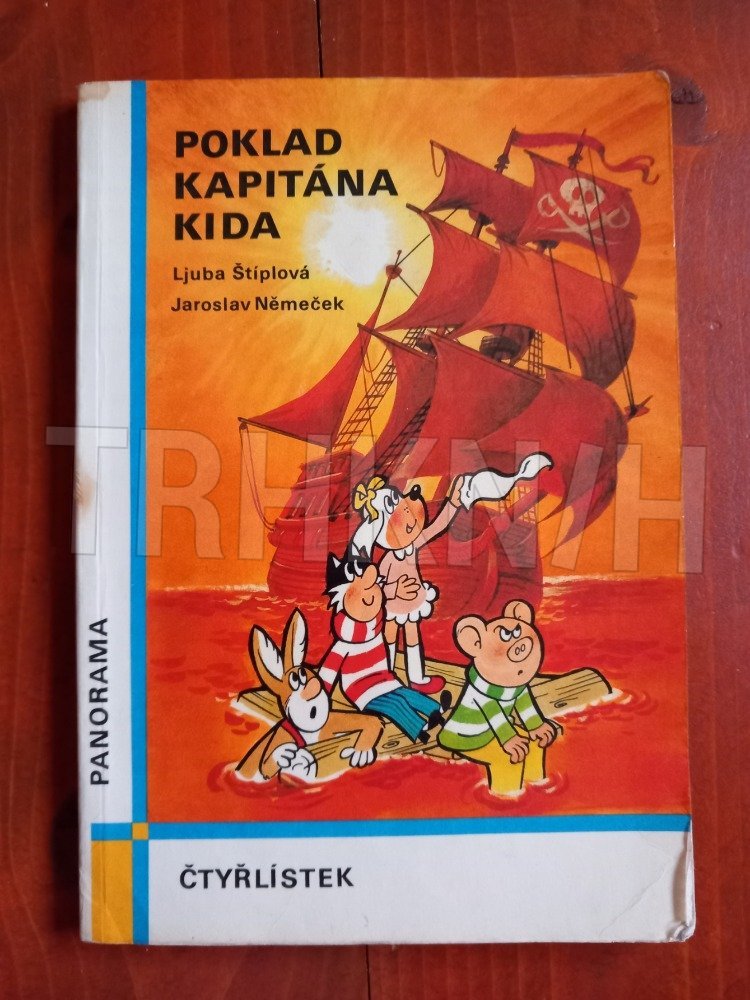 POKLAD
KAPITÁNA
KIDA
Ljuba Štíplová
Jaroslav Němeček
TRHKNIH
PANORAMA
ČTYŘLÍSTEK